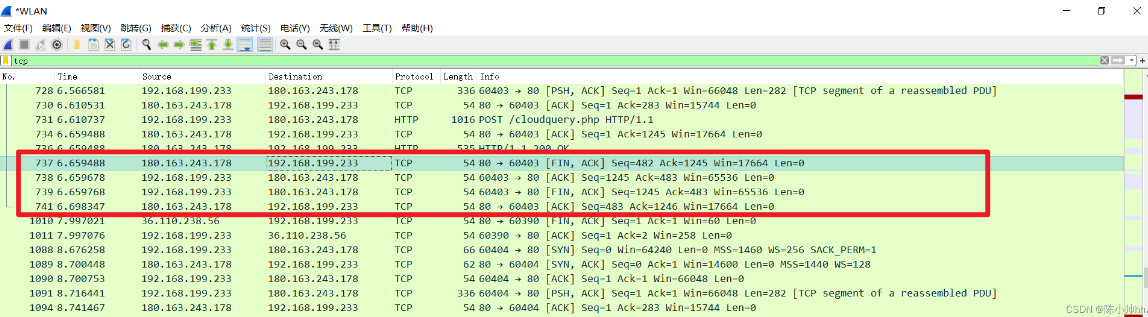 *WLAN
文件(F) 编辑(E) 视图(V) 跳转(G) 捕获(C) 分析(A) 统计(S) 电话(Y) 无线(W) 工具(T) 帮助(H)
tcp
No. Time Source Destination Protocol Length Info
728 6.566581 192.168.199.233 180.163.243.178 TCP 336 60403 → 80 [PSH, ACK] Seq=1 Ack=1 Win=66048 Len=282 [TCP segment of a reassembled PDU]
730 6.610531 180.163.243.178 192.168.199.233 TCP 54 80 → 60403 [ACK] Seq=1 Ack=283 Win=15744 Len=0
731 6.610737 192.168.199.233 180.163.243.178 HTTP 1016 POST /cloudquery.php HTTP/1.1
734 6.659488 180.163.243.178 192.168.199.233 TCP 54 80 → 60403 [ACK] Seq=1 Ack=1245 Win=17664 Len=0
736 6.659488 180.163.243.178 192.168.199.233 HTTP 535 HTTP/1.1 200 OK
737 6.659488 180.163.243.178 192.168.199.233 TCP 54 80 → 60403 [FIN, ACK] Seq=482 Ack=1245 Win=17664 Len=0
738 6.659678 192.168.199.233 180.163.243.178 TCP 54 60403 → 80 [ACK] Seq=1245 Ack=483 Win=65536 Len=0
739 6.659768 192.168.199.233 180.163.243.178 TCP 54 60403 → 80 [FIN, ACK] Seq=1245 Ack=483 Win=65536 Len=0
741 6.698347 180.163.243.178 192.168.199.233 TCP 54 80 → 60403 [ACK] Seq=483 Ack=1246 Win=17664 Len=0
1010 7.997021 36.110.238.56 192.168.199.233 TCP 54 80 → 60390 [FIN, ACK] Seq=1 Ack=1 Win=60 Len=0
1011 7.997076 192.168.199.233 36.110.238.56 TCP 54 60390 → 80 [ACK] Seq=1 Ack=2 Win=258 Len=0
1088 8.676258 192.168.199.233 180.163.243.178 TCP 66 60404 → 80 [SYN] Seq=0 Win=64240 Len=0 MSS=1460 WS=256 SACK_PERM=1
1089 8.700448 180.163.243.178 192.168.199.233 TCP 62 80 → 60404 [SYN, ACK] Seq=0 Ack=1 Win=14600 Len=0 MSS=1440 WS=128
1090 8.700753 192.168.199.233 180.163.243.178 TCP 54 60404 → 80 [ACK] Seq=1 Ack=1 Win=66048 Len=0
1091 8.716441 192.168.199.233 180.163.243.178 TCP 336 60404 → 80 [PSH, ACK] Seq=1 Ack=1 Win=66048 Len=282 [TCP segment of a reassembled PDU]
1094 8.741467 180.163.243.178 192.168.199.233 TCP 54 80 → 60404 [ACK] Seq=1 Ack=283 Win=15744 Len=0
CSDN @陈小帅hh